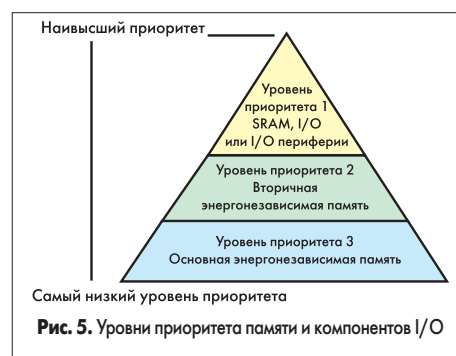 Наивысший приоритет
Уровень
приоритета 1
SRAM, I/O
или I/O периферии
Уровень приоритета 2
Вторичная
энергонезависимая память
Уровень приоритета 3
Основная энергонезависимая память
Самый низкий уровень приоритета
Рис. 5. Уровни приоритета памяти и компонентов I/O